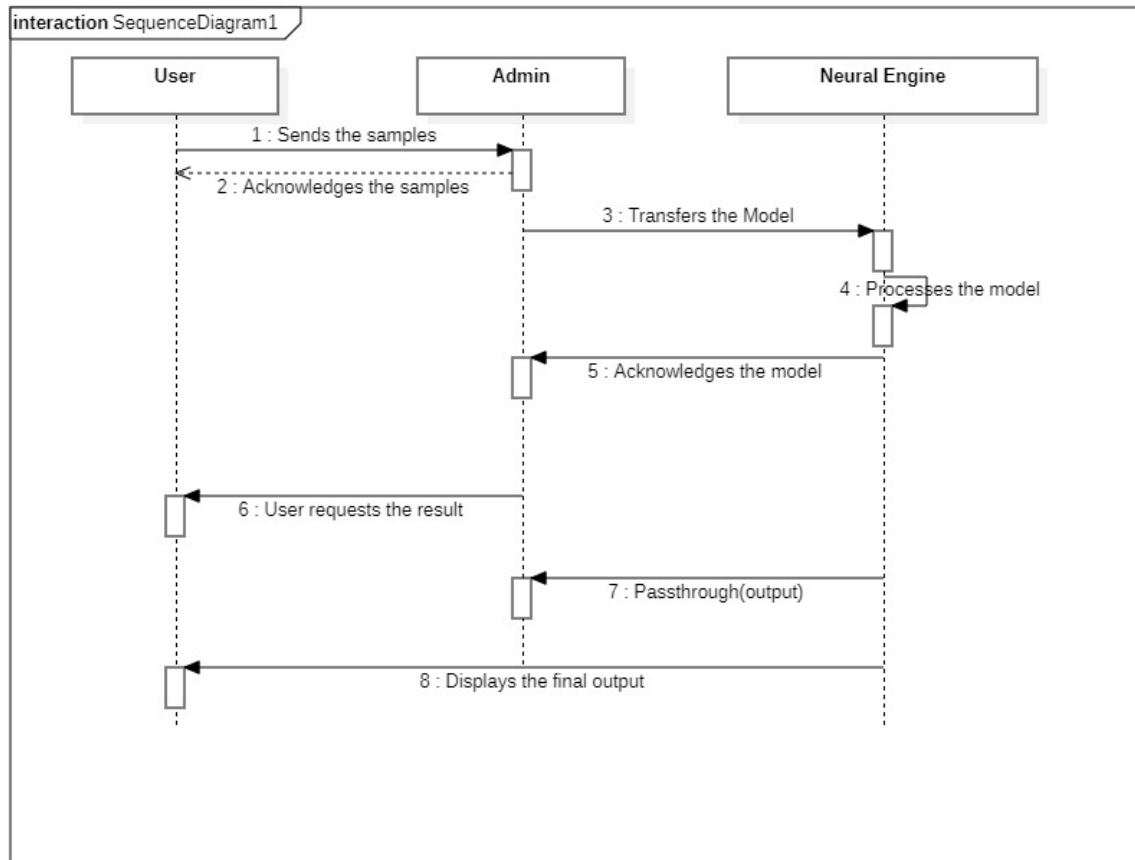 interaction SequenceDiagram1
User
Admin
Neural Engine
1 : Sends the samples
2 : Acknowledges the samples
3 : Transfers the Model
4 : Processes the model
5 : Acknowledges the model
6 : User requests the result
7 : Passthrough(output)
8 : Displays the final output